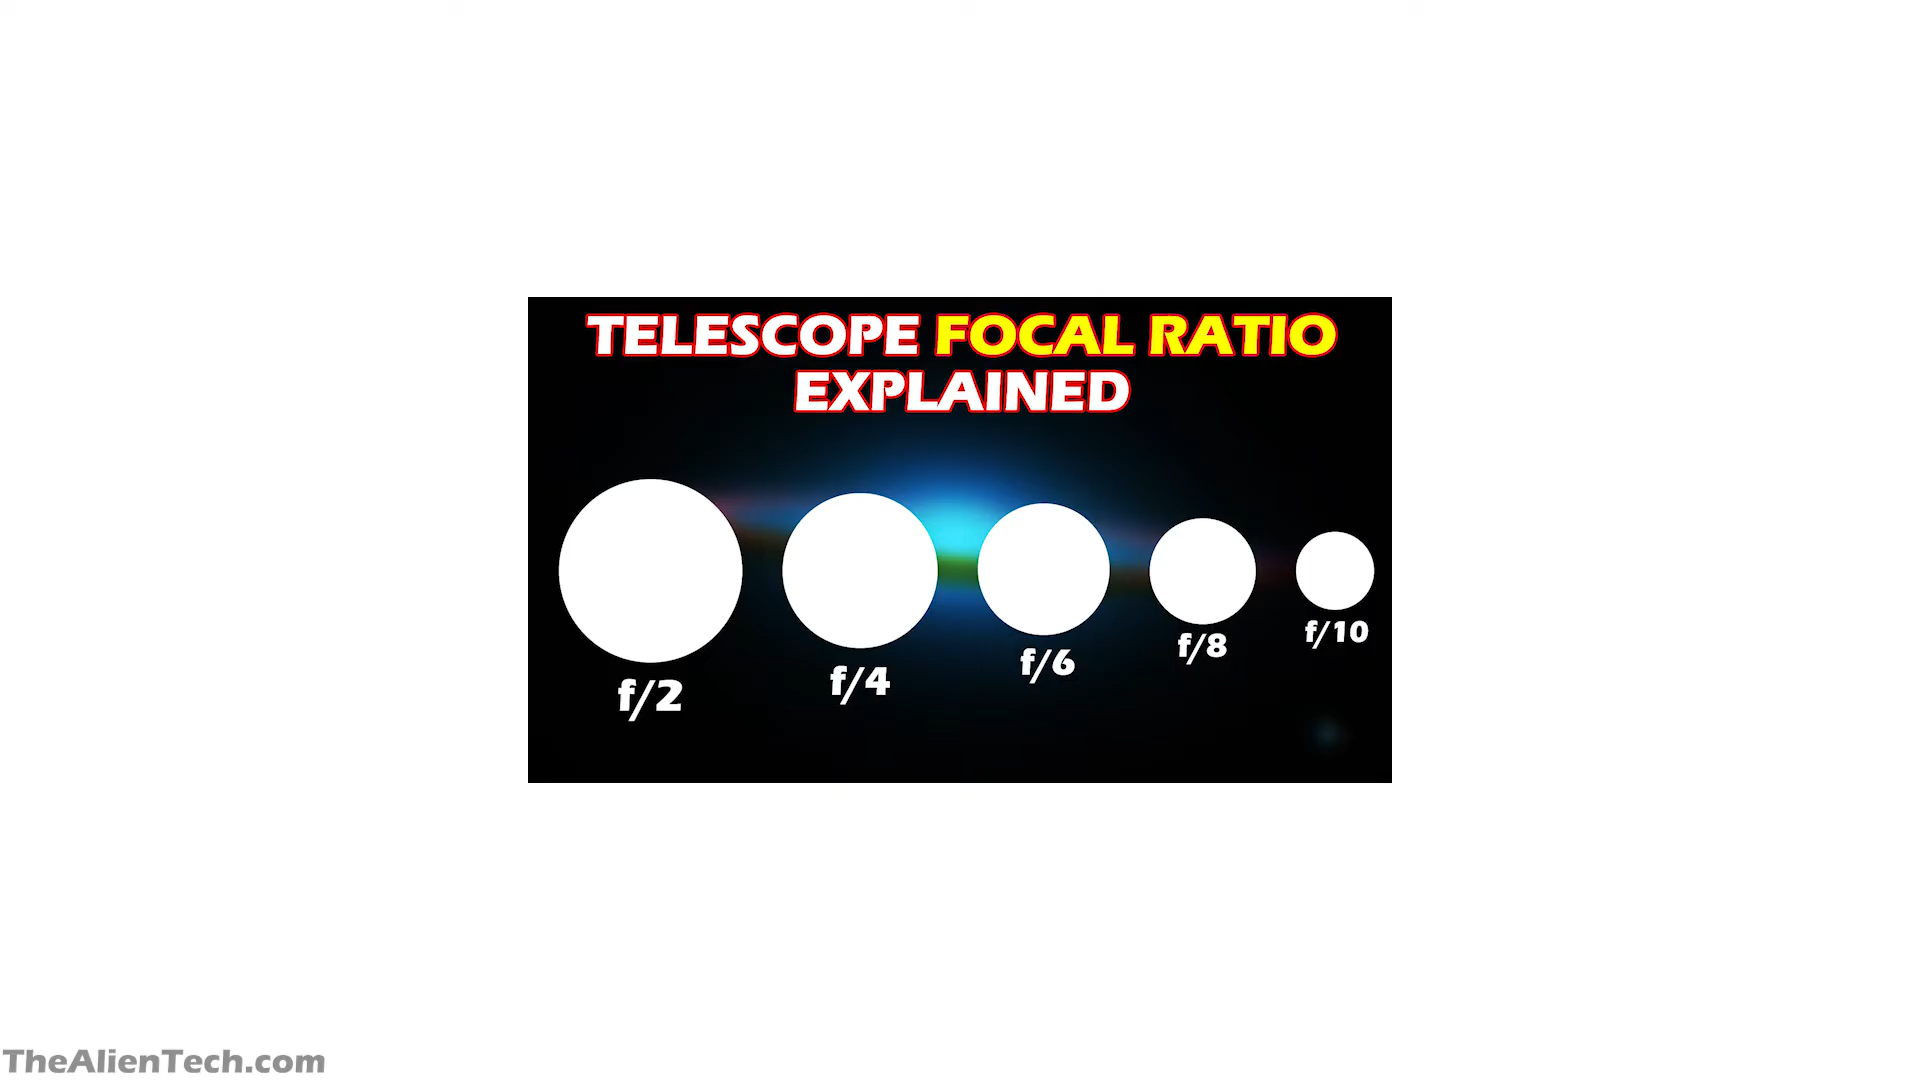 TELESCOPE FOCAL RATIO
EXPLAINED
f/2
f/4
f/6
f/8
f/10
TheAlienTech.com